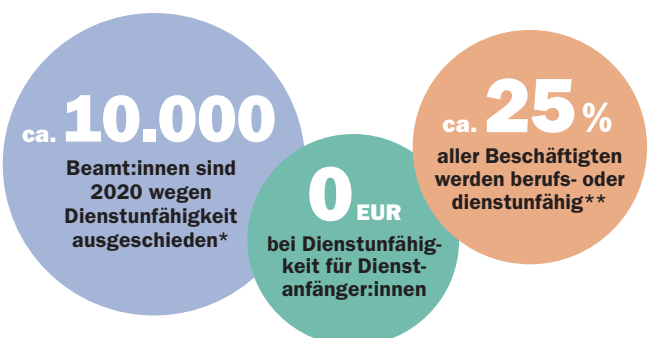 ca. 10.000
Beamt:innen sind
2020 wegen
Dienstunfähigkeit
ausgeschieden*
0 EUR
bei Dienstunfähig-
keit für Dienst-
anfänger:innen
ca. 25 %
aller Beschäftigten
werden berufs- oder
dienstunfähig**